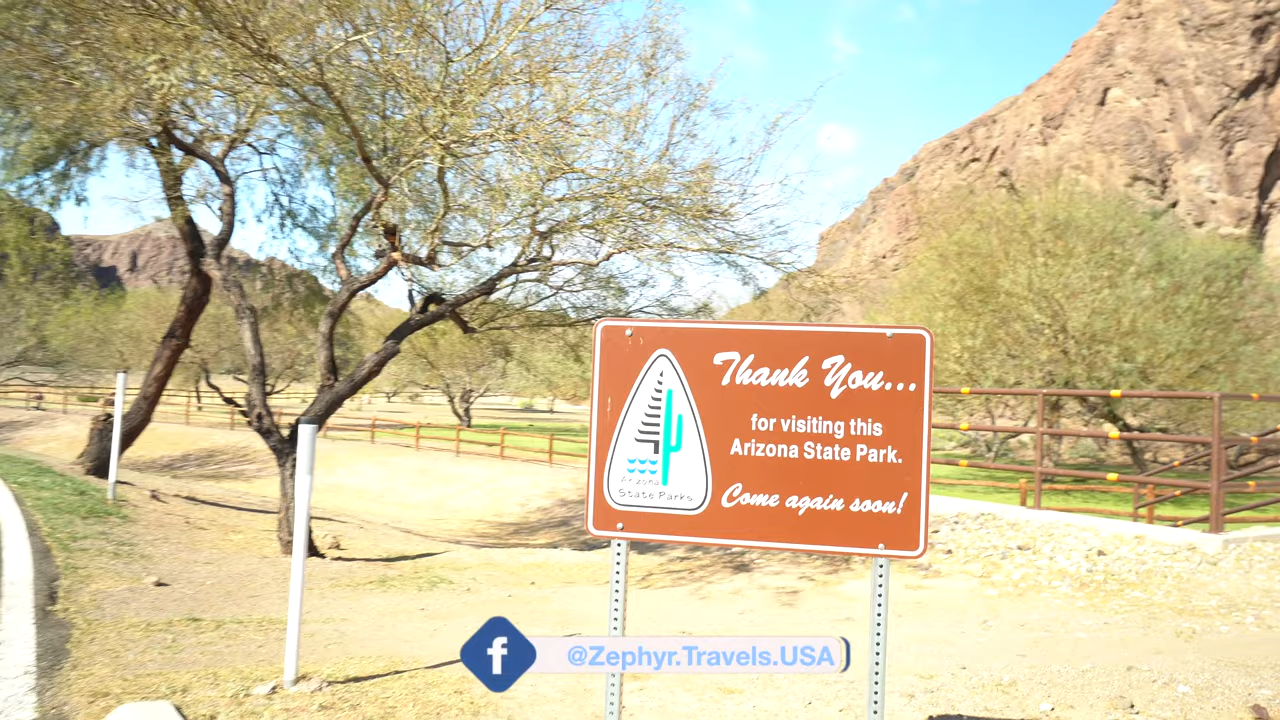 Thank You...
for visiting this
Arizona State Park.
Come again soon!
Arizona
State Parks
f @Zephyr.Travels.USA